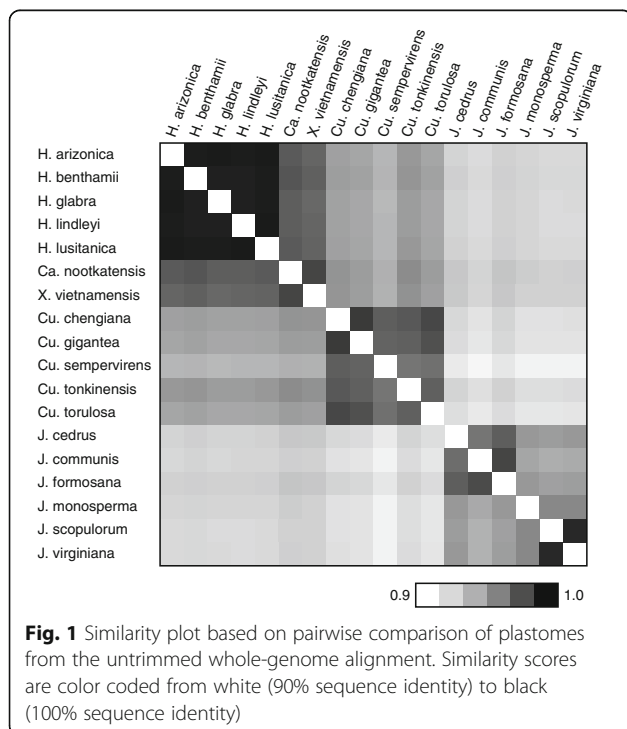 H. arizonica
H. benthamii
H. glabra
H. lindleyi
H. lusitanica
Ca. nootkatensis
X. vietnamensis
Cu. chengiana
Cu. gigantea
Cu. sempervirens
Cu. tonkinensis
Cu. torulosa
J. cedrus
J. communis
J. formosana
J. monosperma
J. scopulorum
J. virginiana
H. arizonica
H. benthamii
H. glabra
H. lindleyi
H. lusitanica
Ca. nootkatensis
X. vietnamensis
Cu. chengiana
Cu. gigantea
Cu. sempervirens
Cu. tonkinensis
Cu. torulosa
J. cedrus
J. communis
J. formosana
J. monosperma
J. scopulorum
J. virginiana
0.9 1.0
Fig. 1 Similarity plot based on pairwise comparison of plastomes
from the untrimmed whole-genome alignment. Similarity scores
are color coded from white (90% sequence identity) to black
(100% sequence identity)